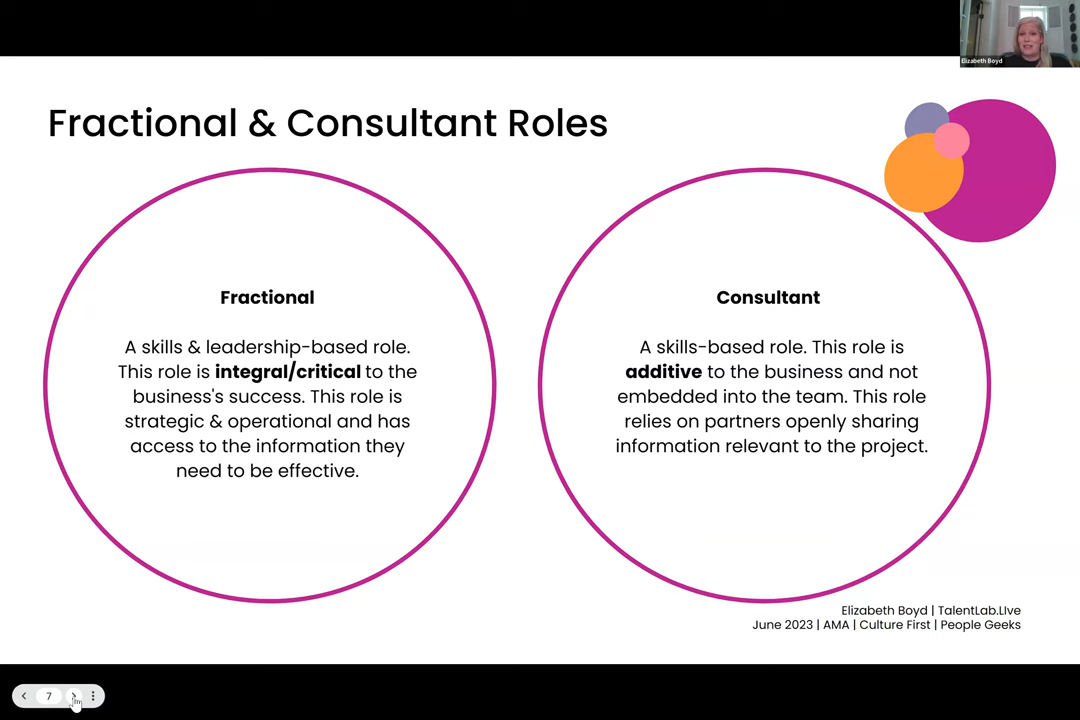 Elizabeth Boyd
Fractional & Consultant Roles
Fractional
A skills & leadership-based role.
This role is integral/critical to the
business's success. This role is
strategic & operational and has
access to the information they
need to be effective.
Consultant
A skills-based role. This role is
additive to the business and not
embedded into the team. This role
relies on partners openly sharing
information relevant to the project.
Elizabeth Boyd | TalentLab.LIve
June 2023 | AMA | Culture First | People Geeks
7